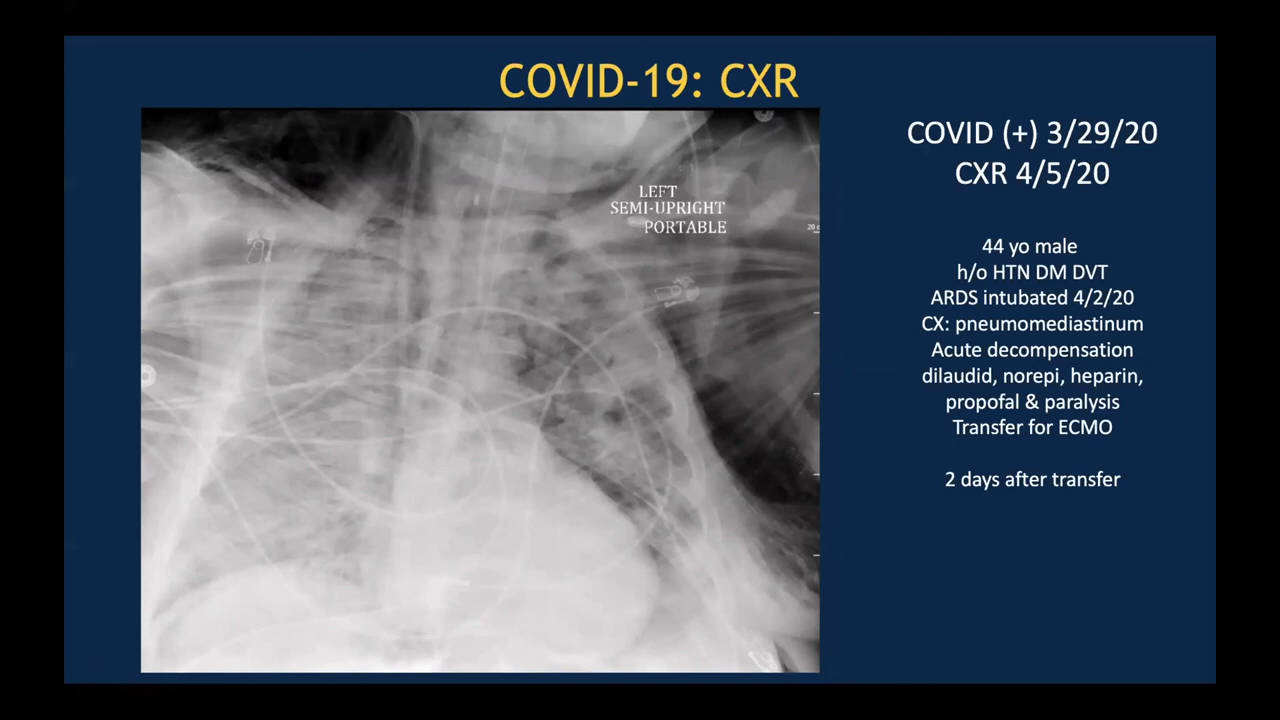 COVID-19: CXR
LEFT
SEMI-UPRIGHT
PORTABLE
20 c
COVID (+) 3/29/20
CXR 4/5/20
44 yo male
h/o HTN DM DVT
ARDS intubated 4/2/20
CX: pneumomediastinum
Acute decompensation
dilaudid, norepi, heparin,
propofal & paralysis
Transfer for ECMO
2 days after transfer